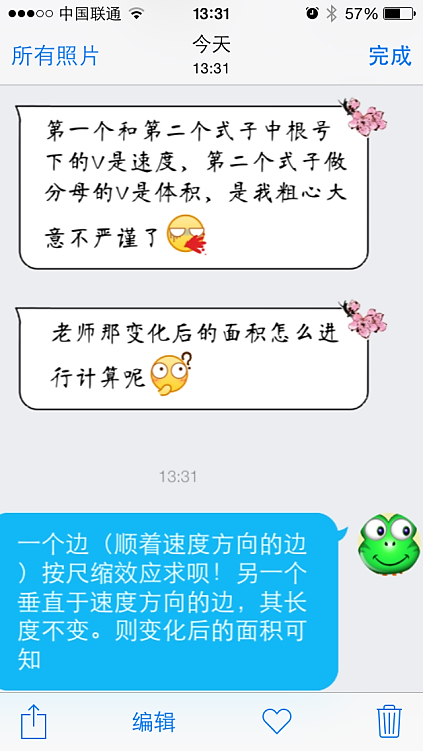 中国联通 13:31 57%
所有照片 今天 完成
13:31
第一个和第二个式子中根号
下的V是速度，第二个式子做
分母的V是体积，是我粗心大
意不严谨了
老师那变化后的面积怎么进
行计算呢
13:31
一个边（顺着速度方向的边
）按尺缩效应求呗！另一个
垂直于速度方向的边，其长
度不变。则变化后的面积可
知
编辑